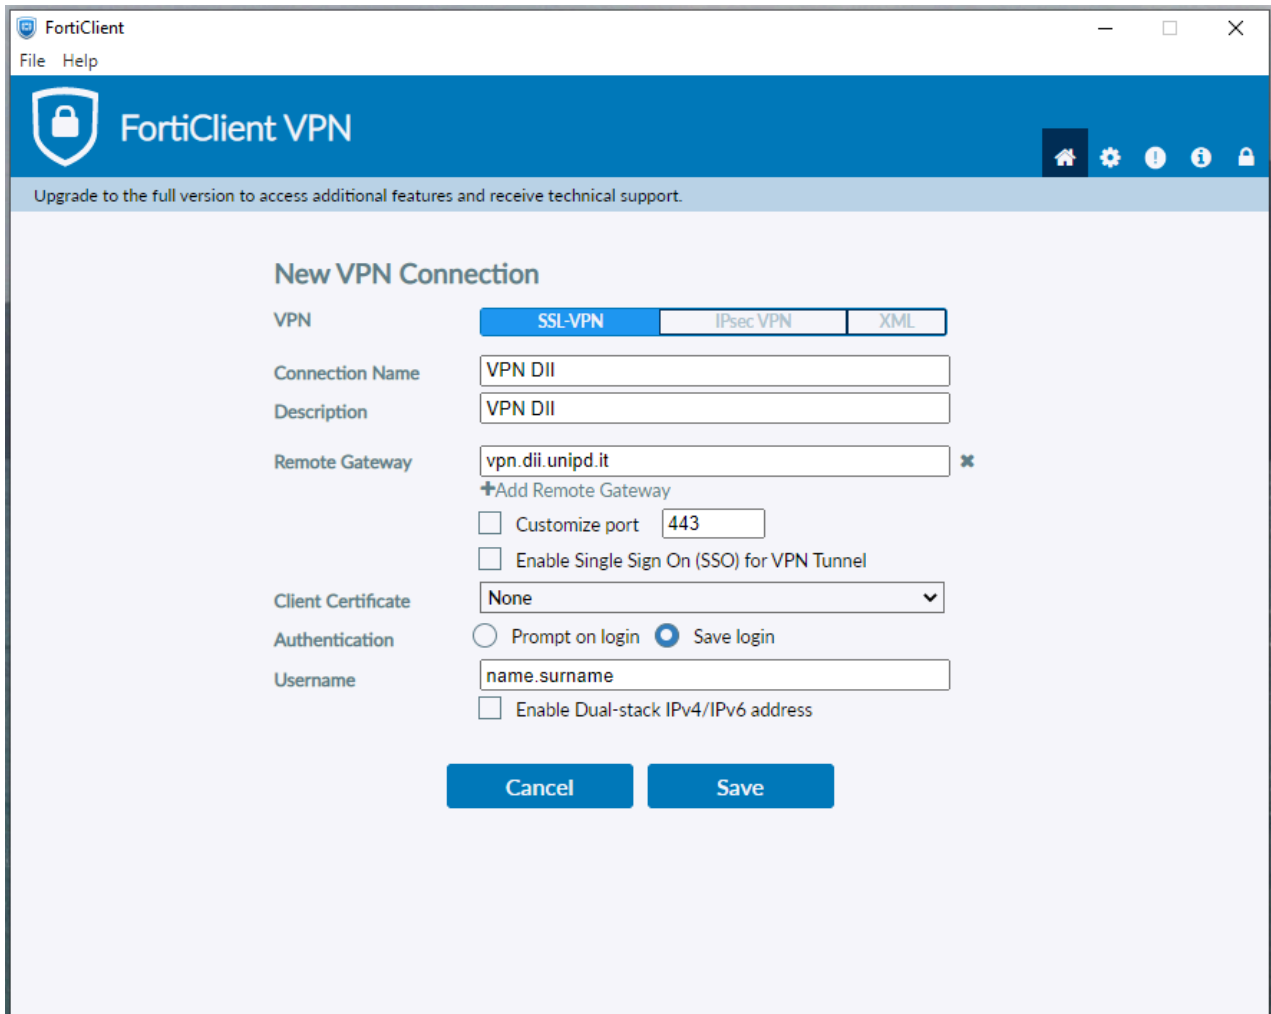 FortiClient
File Help
FortiClient VPN
Upgrade to the full version to access additional features and receive technical support.
New VPN Connection
VPN SSL-VPN IPsec VPN XML
Connection Name VPN DII
Description VPN DII
Remote Gateway vpn.dii.unipd.it
+Add Remote Gateway
Customize port 443
Enable Single Sign On (SSO) for VPN Tunnel
Client Certificate None
Authentication Prompt on login Save login
Username name.surname
Enable Dual-stack IPv4/IPv6 address
Cancel Save